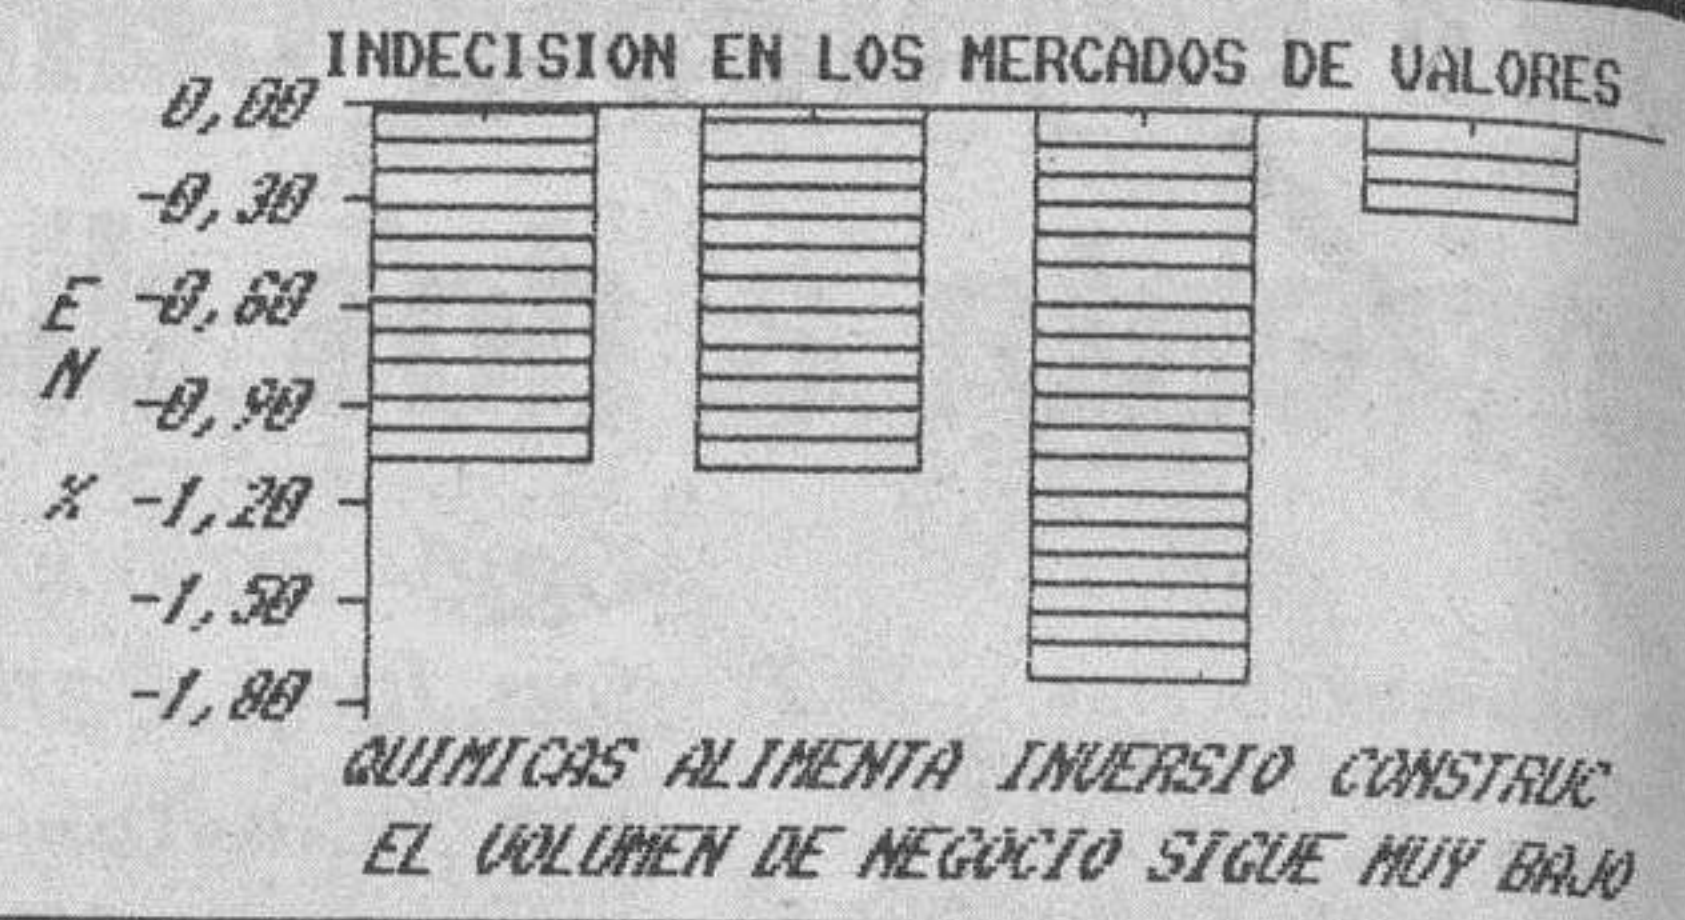 INDECISION EN LOS MERCADOS DE VALORES
0,00
-0,30
-0,60
-0,90
-1,20
-1,50
-1,80
E
N
%
QUIMICAS ALIMENTA INVERSIO CONSTRUC
EL VOLUMEN DE NEGOCIO SIGUE MUY BAJO